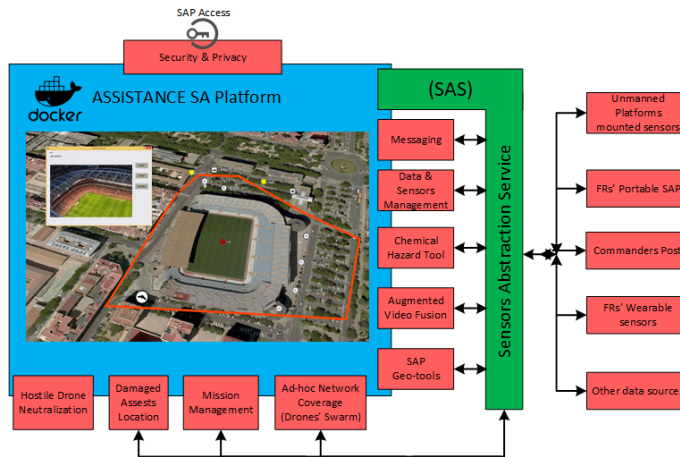 SAP Access
Security & Privacy
docker
ASSISTANCE SA Platform
(SAS)
Sensors Abstraction Service
Messaging
Data &
Sensors
Management
Chemical
Hazard Tool
Augmented
Video Fusion
SAP
Geo-tools
Unmanned
Platforms
mounted sensors
FRs' Portable SAP
Commanders Post
FRs' Wearable
sensors
Other data sources
Hostile Drone
Neutralization
Damaged
Assests
Location
Mission
Management
Ad-hoc Network
Coverage
(Drones' Swarm)